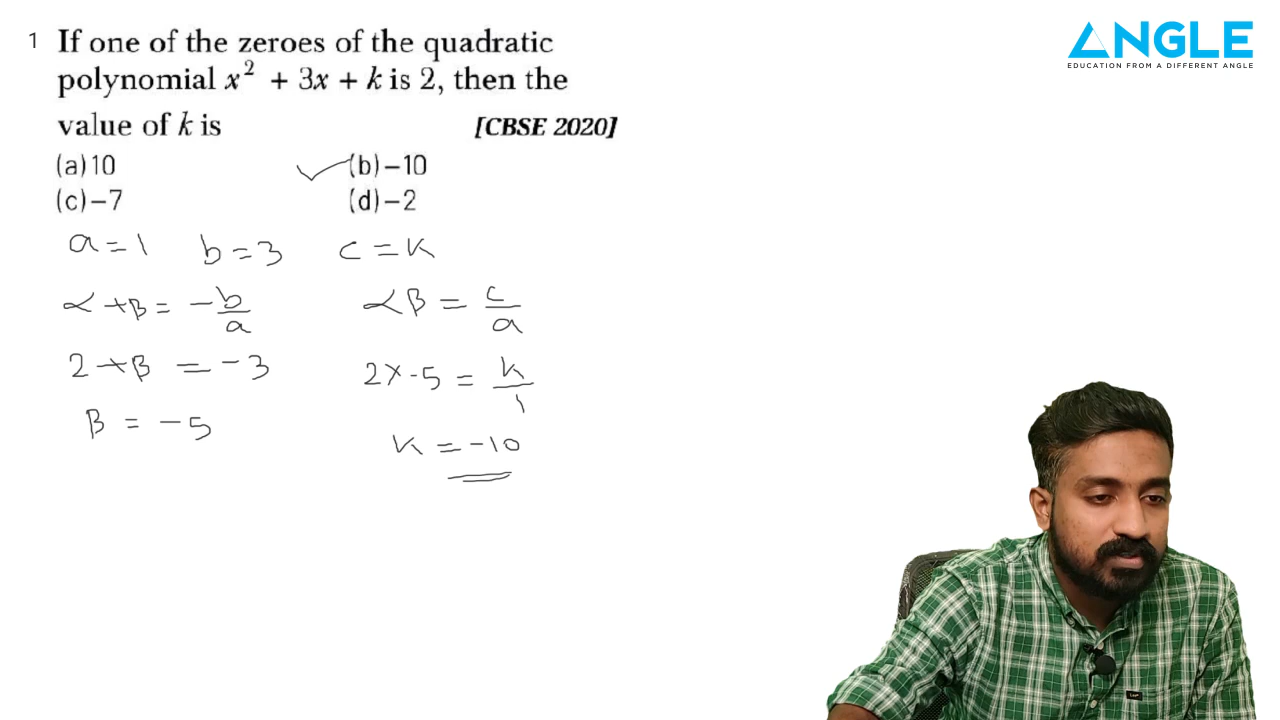 1 If one of the zeroes of the quadratic
polynomial x² + 3x + k is 2, then the
value of k is [CBSE 2020]
(a) 10 (b) −10
(c) −7 (d) −2
a = 1 b = 3 c = k
α + β = −b/a αβ = c/a
2 + β = −3 2 × -5 = k/1
β = −5 k = −10
ANGLE
EDUCATION FROM A DIFFERENT ANGLE